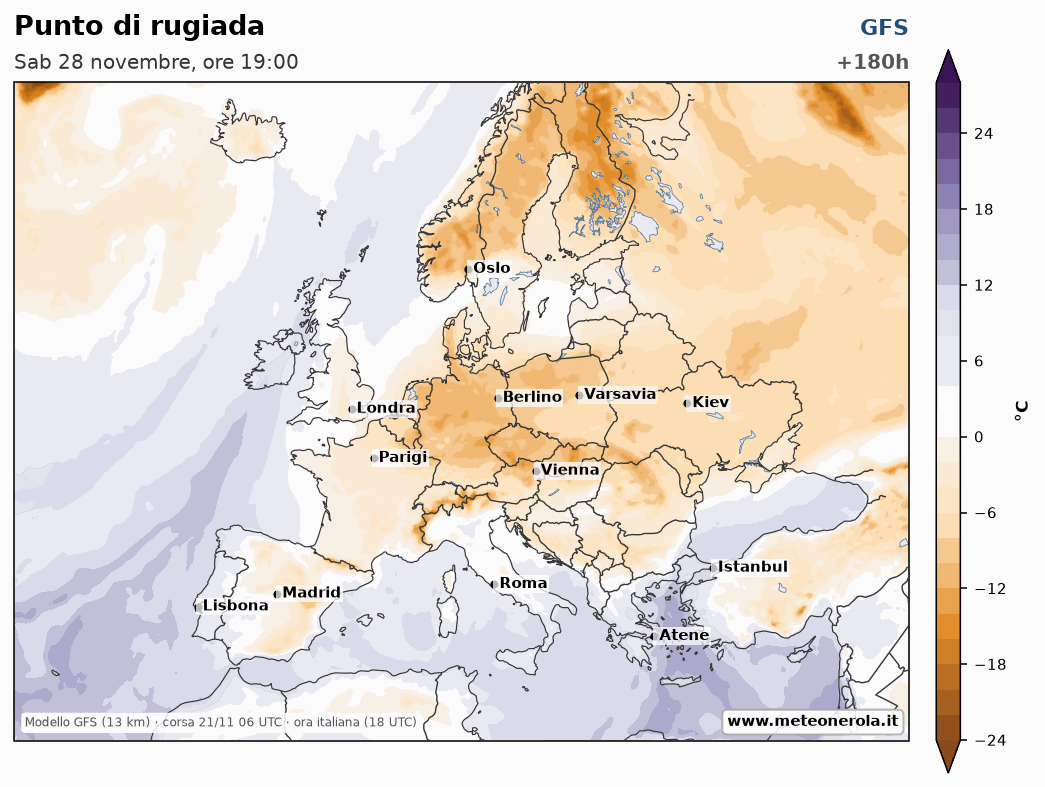 Punto di rugiada
GFS
Sab 28 novembre, ore 19:00
+180h
24
18
12
6
0
−6
−12
−18
−24
°C
Oslo
Berlino
Varsavia
Kiev
Londra
Parigi
Vienna
Istanbul
Roma
Madrid
Lisbona
Atene
Modello GFS (13 km) · corsa 21/11 06 UTC · ora italiana (18 UTC)
www.meteonerola.it